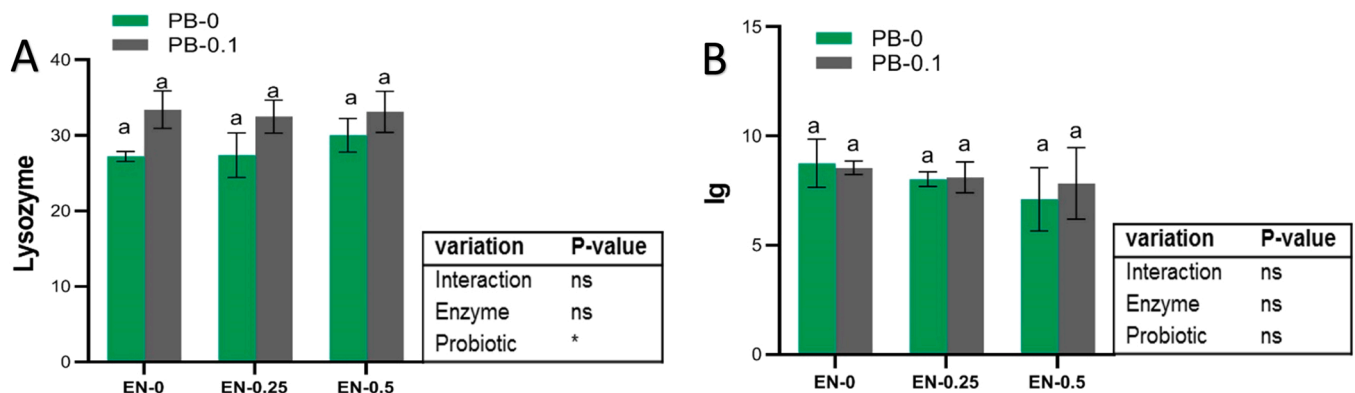 A
PB-0
PB-0.1
40
30
20
10
0
Lysozyme
a
a
a
a
a
a
EN-0
EN-0.25
EN-0.5
variation P-value
Interaction ns
Enzyme ns
Probiotic *
B
PB-0
PB-0.1
15
10
5
0
Ig
a
a
a
a
a
a
EN-0
EN-0.25
EN-0.5
variation P-value
Interaction ns
Enzyme ns
Probiotic ns